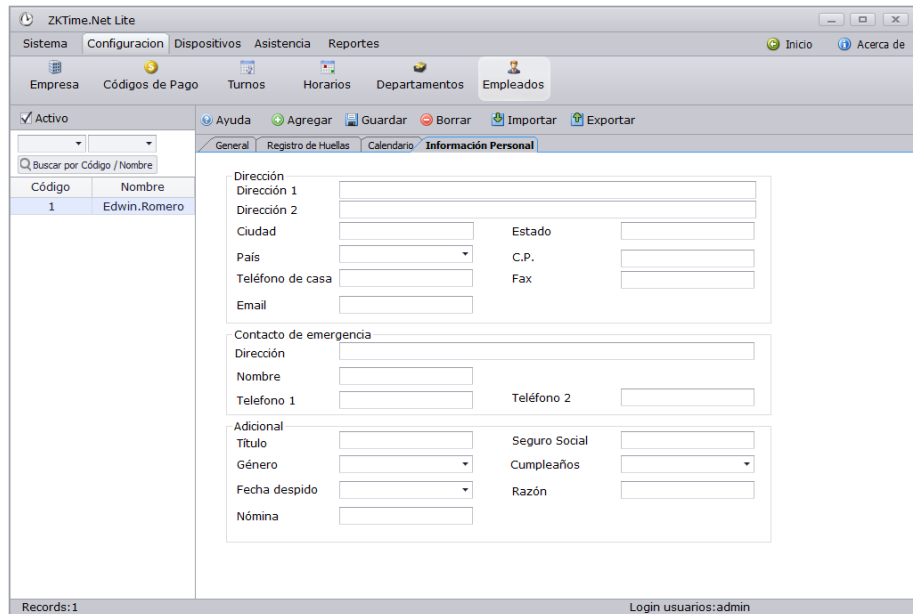 ZKTime.Net Lite
Sistema Configuracion Dispositivos Asistencia Reportes Inicio Acerca de
Empresa Códigos de Pago Turnos Horarios Departamentos Empleados
Activo Ayuda Agregar Guardar Borrar Importar Exportar
General Registro de Huellas Calendario Información Personal
Buscar por Código / Nombre
Código Nombre
1 Edwin.Romero
Dirección
Dirección 1
Dirección 2
Ciudad Estado
País C.P.
Teléfono de casa Fax
Email
Contacto de emergencia
Dirección
Nombre
Telefono 1 Teléfono 2
Adicional
Título Seguro Social
Género Cumpleaños
Fecha despido Razón
Nómina
Records:1 Login usuarios:admin